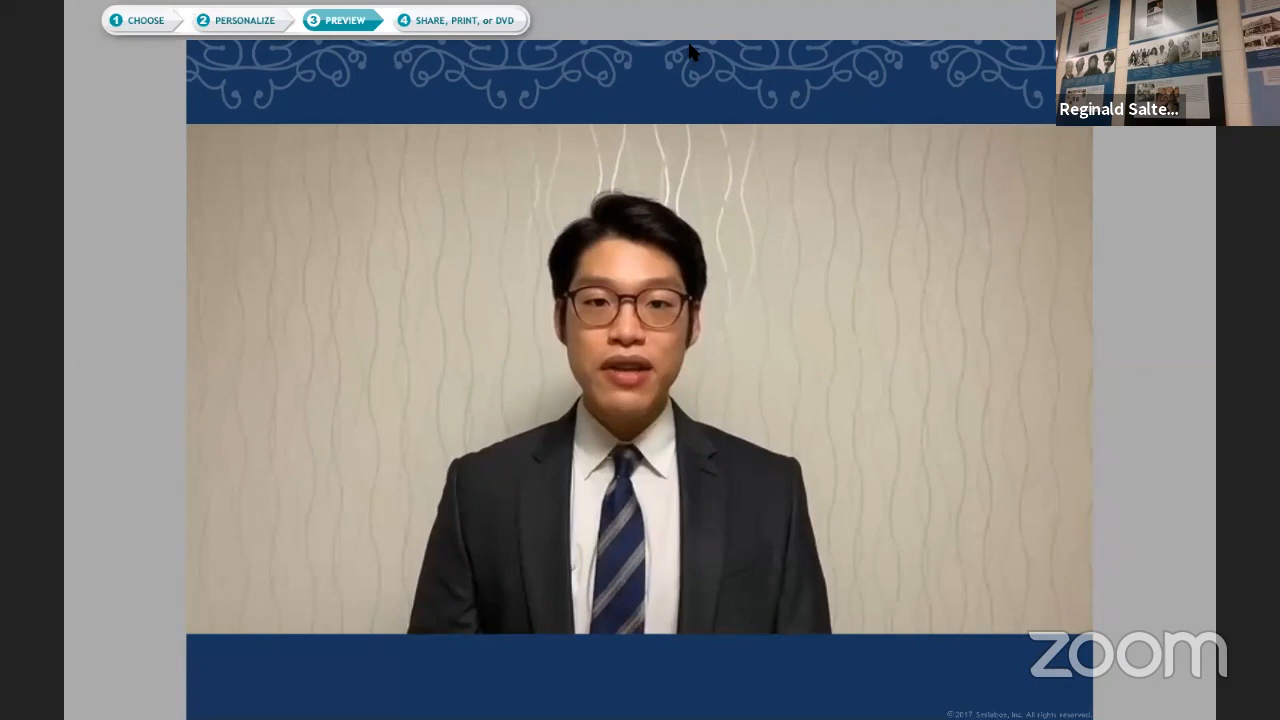 1 CHOOSE
2 PERSONALIZE
3 PREVIEW
4 SHARE, PRINT, or DVD
Reginald Salte...
zoom
© 2017 Smilebox, Inc. All rights reserved.